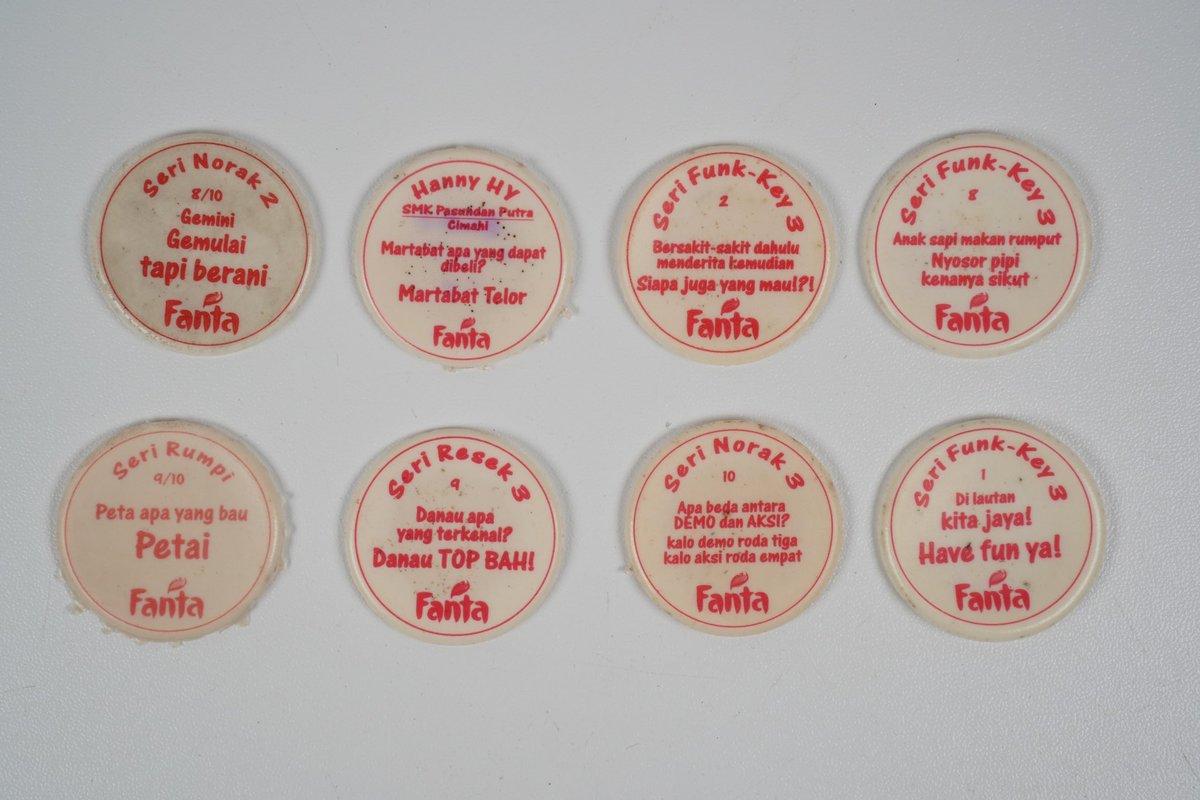 Seri Norak 2
8/10
Gemini
Gemulai
tapi berani
Fanta
Hanny HY
SMK Pasundan Putra
Cimahi
Martabat apa yang dapat
dibeli?
Martabat Telor
Fanta
Seri Funk-Key 3
2
Bersakit-sakit dahulu
menderita kemudian
Siapa juga yang mau!?!
Fanta
Seri Funk-Key 3
8
Anak sapi makan rumput
Nyosor pipi
kenanya sikut
Fanta
Seri Rumpi
9/10
Peta apa yang bau
Petai
Fanta
Seri Resek 3
9
Danau apa
yang terkenal?
Danau TOP BAH!
Fanta
Seri Norak 3
10
Apa beda antara
DEMO dan AKSI?
kalo demo roda tiga
kalo aksi roda empat
Fanta
Seri Funk-Key 3
1
Di lautan
kita jaya!
Have fun ya!
Fanta